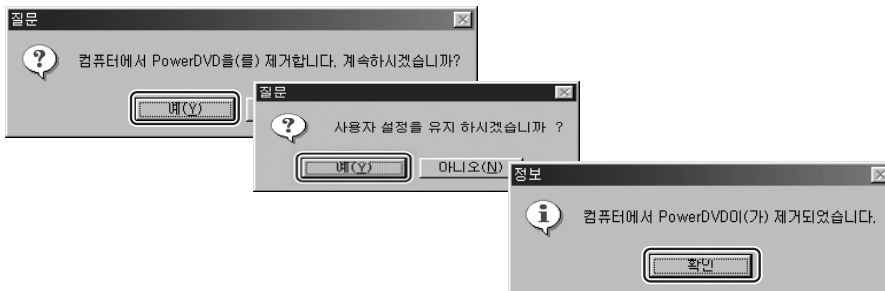 질문
컴퓨터에서 PowerDVD을(를) 제거합니다. 계속하시겠습니까?
예(Y)
질문
사용자 설정을 유지 하시겠습니까 ?
예(Y)
아니오(N)
정보
컴퓨터에서 PowerDVD이(가) 제거되었습니다.
확인